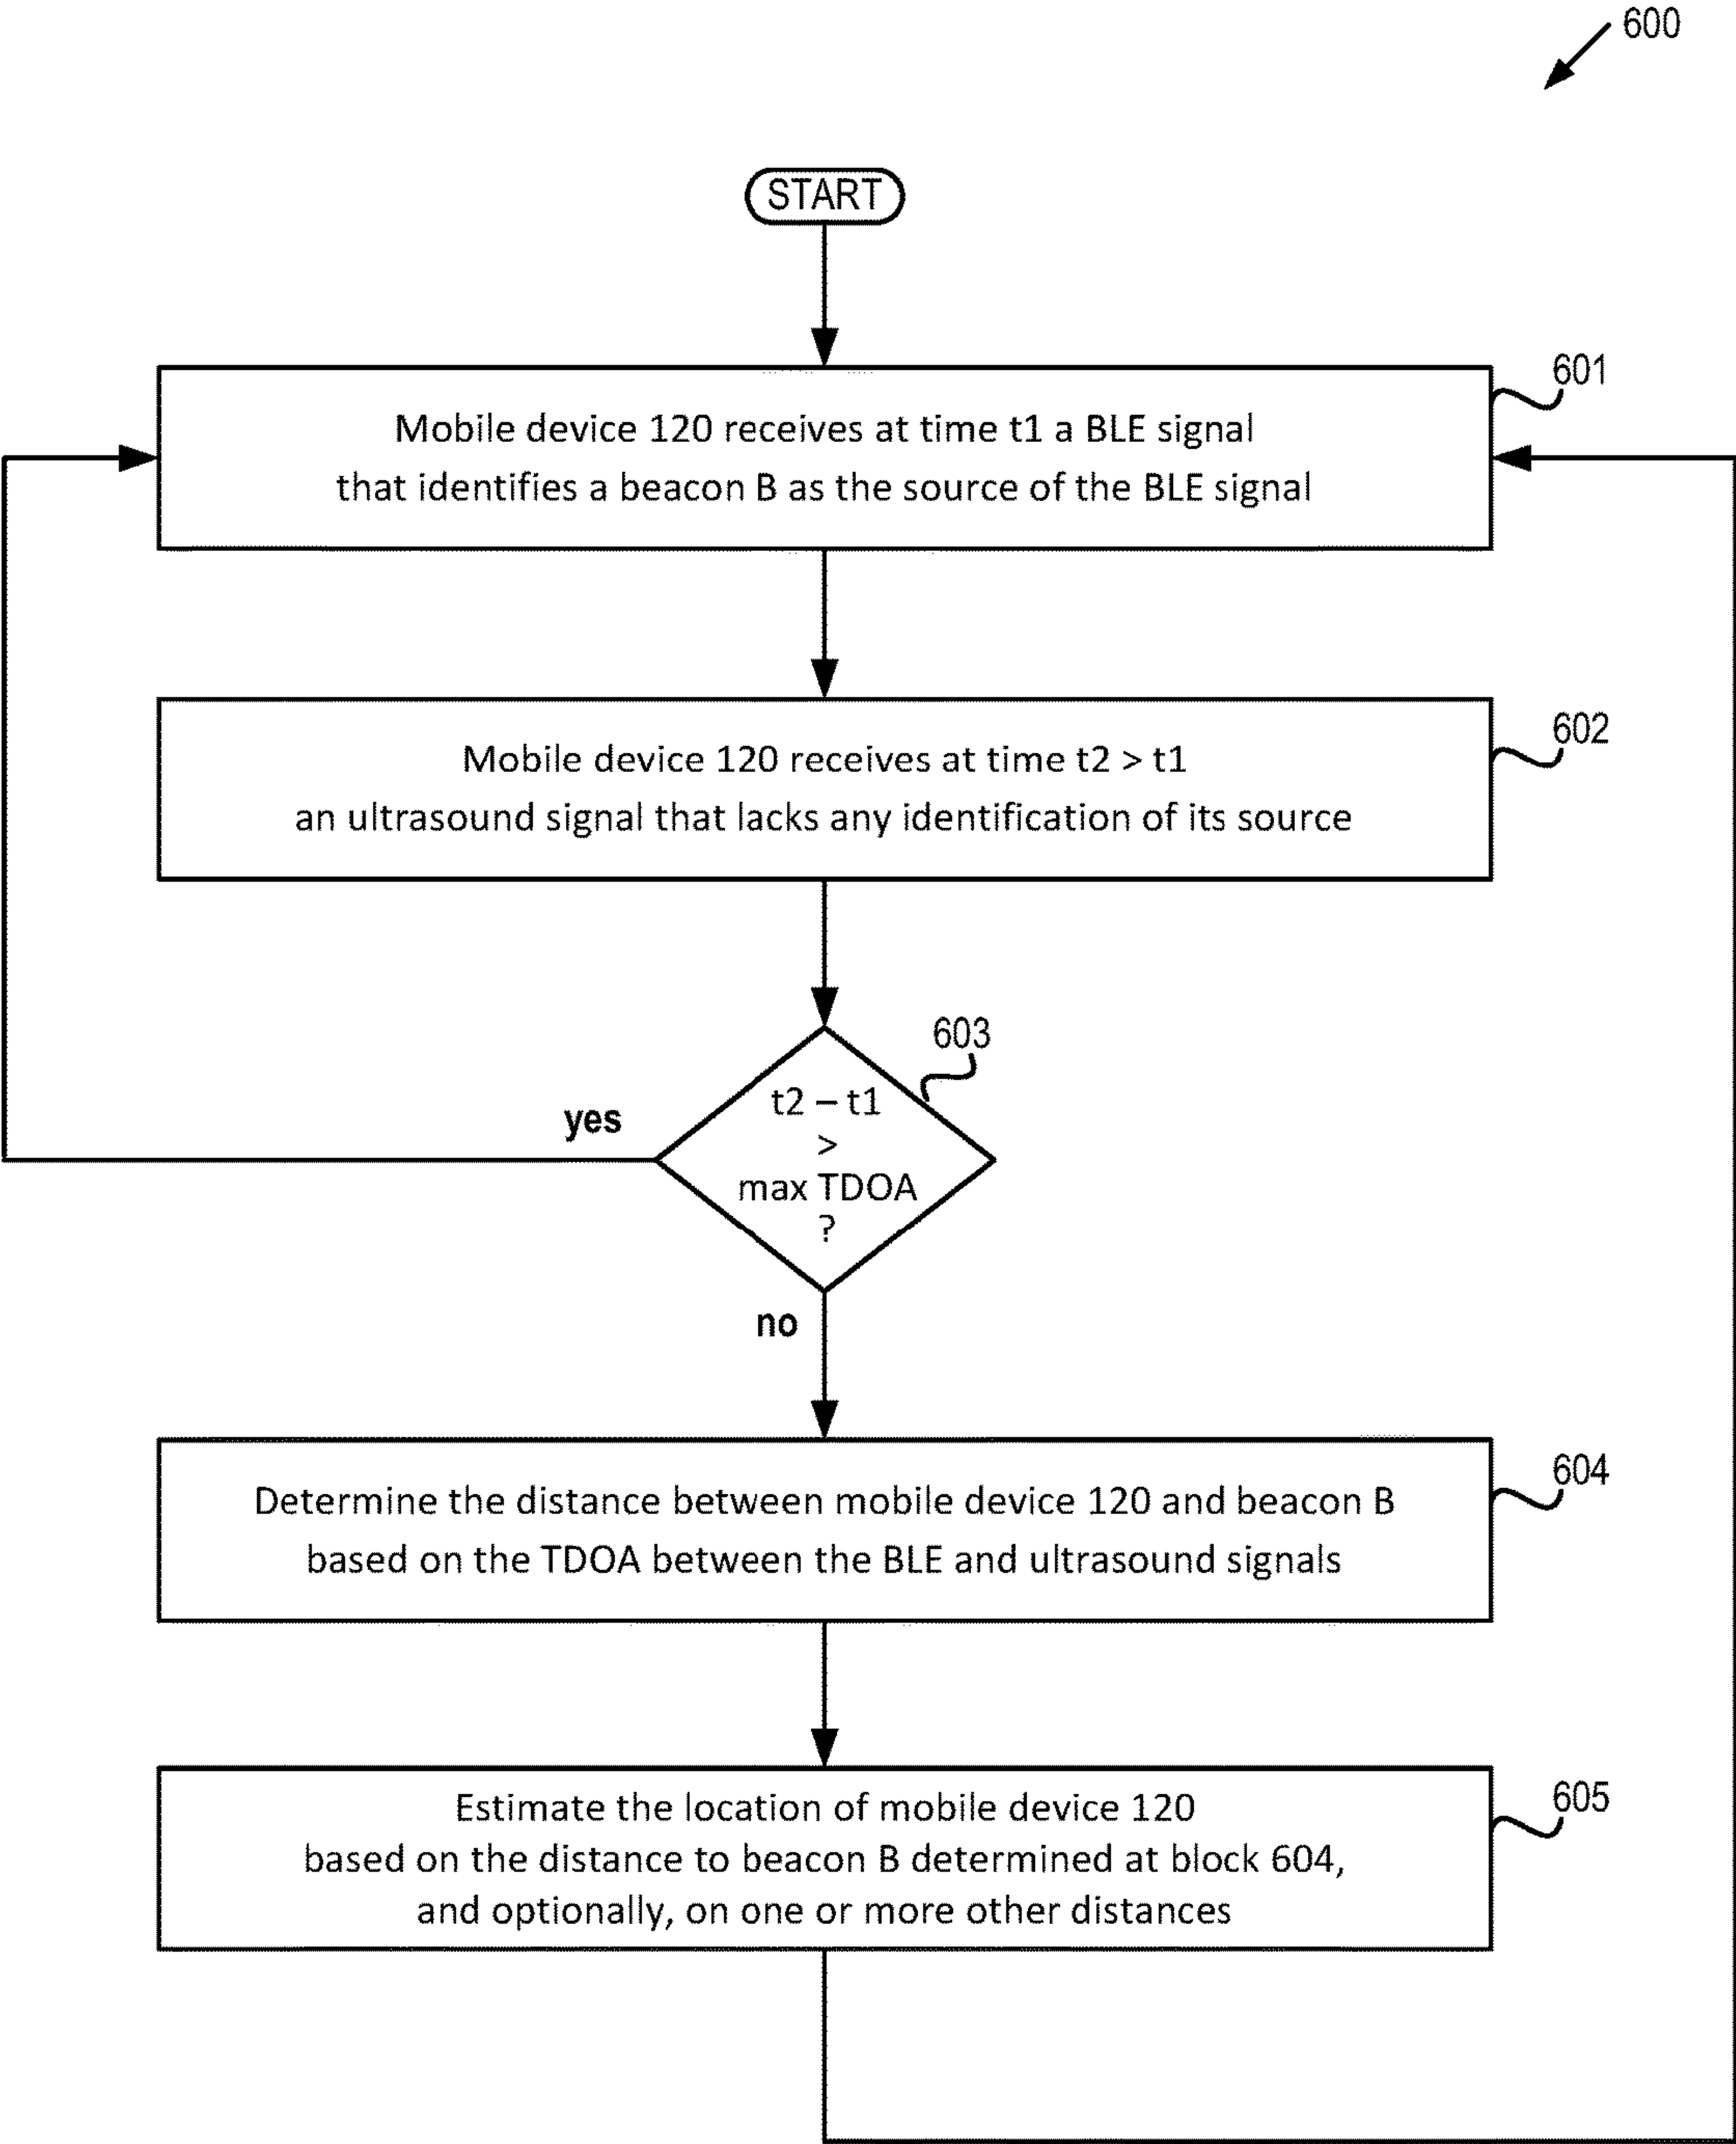 600
START
601
Mobile device 120 receives at time t1 a BLE signal
that identifies a beacon B as the source of the BLE signal
602
Mobile device 120 receives at time t2 > t1
an ultrasound signal that lacks any identification of its source
603
t2 – t1
>
max TDOA
?
yes
no
604
Determine the distance between mobile device 120 and beacon B
based on the TDOA between the BLE and ultrasound signals
605
Estimate the location of mobile device 120
based on the distance to beacon B determined at block 604,
and optionally, on one or more other distances